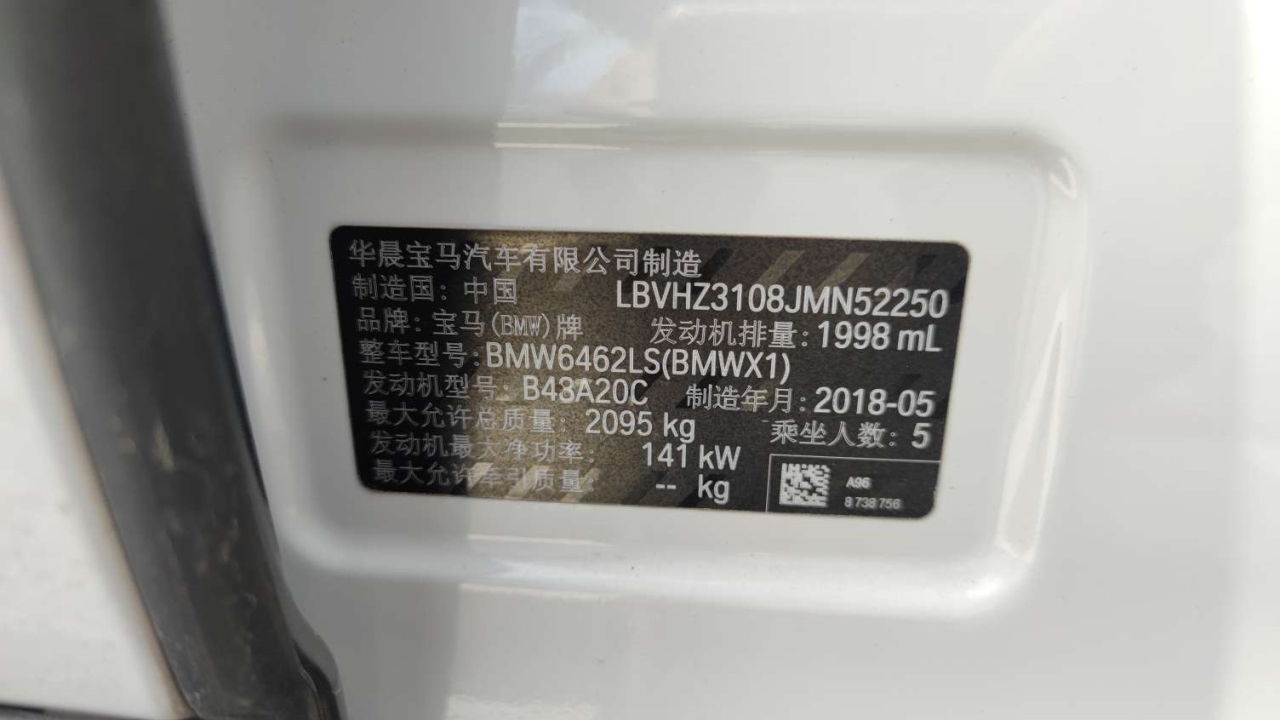 华晨宝马汽车有限公司制造
制造国: 中国 LBVHZ3108JMN52250
品牌: 宝马(BMW)牌 发动机排量: 1998 mL
整车型号: BMW6462LS(BMWX1)
发动机型号: B48A20C 制造年月: 2018-05
最大允许总质量: 2095 kg 乘坐人数: 5
发动机最大净功率: 141 kW
最大允许牵引质量: -- kg
A96
8 738 756